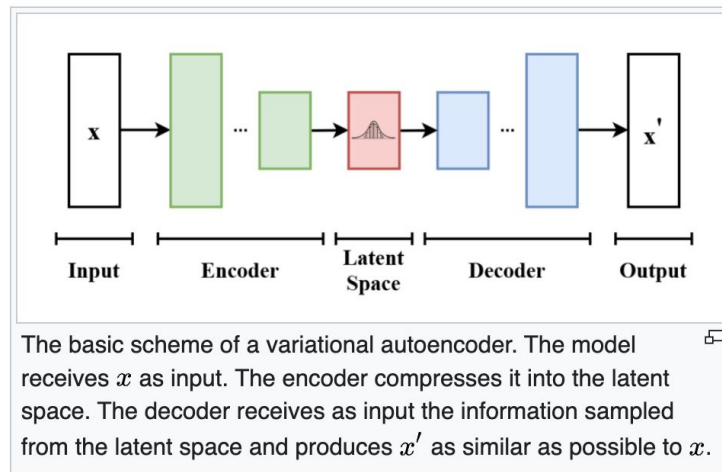 x
...
...
x'
Input
Encoder
Latent
Space
Decoder
Output
The basic scheme of a variational autoencoder. The model
receives x as input. The encoder compresses it into the latent
space. The decoder receives as input the information sampled
from the latent space and produces x′ as similar as possible to x.